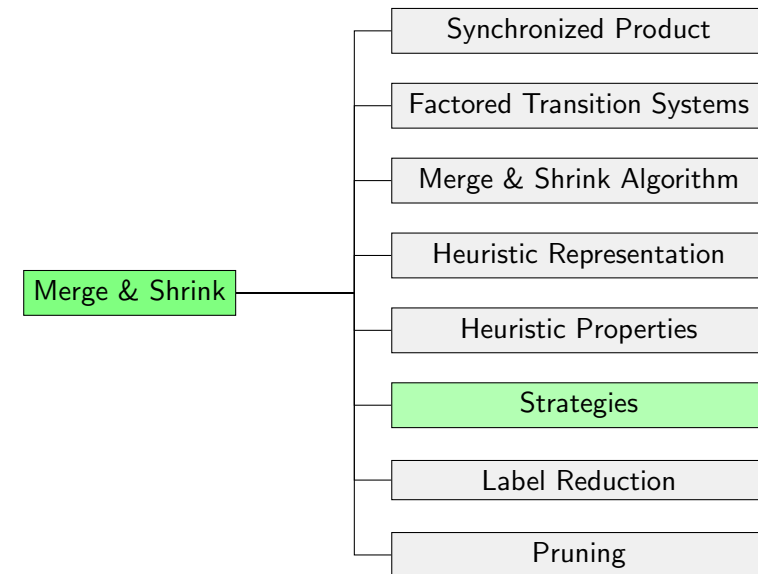 Synchronized Product
Factored Transition Systems
Merge & Shrink Algorithm
Heuristic Representation
Merge & Shrink
Heuristic Properties
Strategies
Label Reduction
Pruning